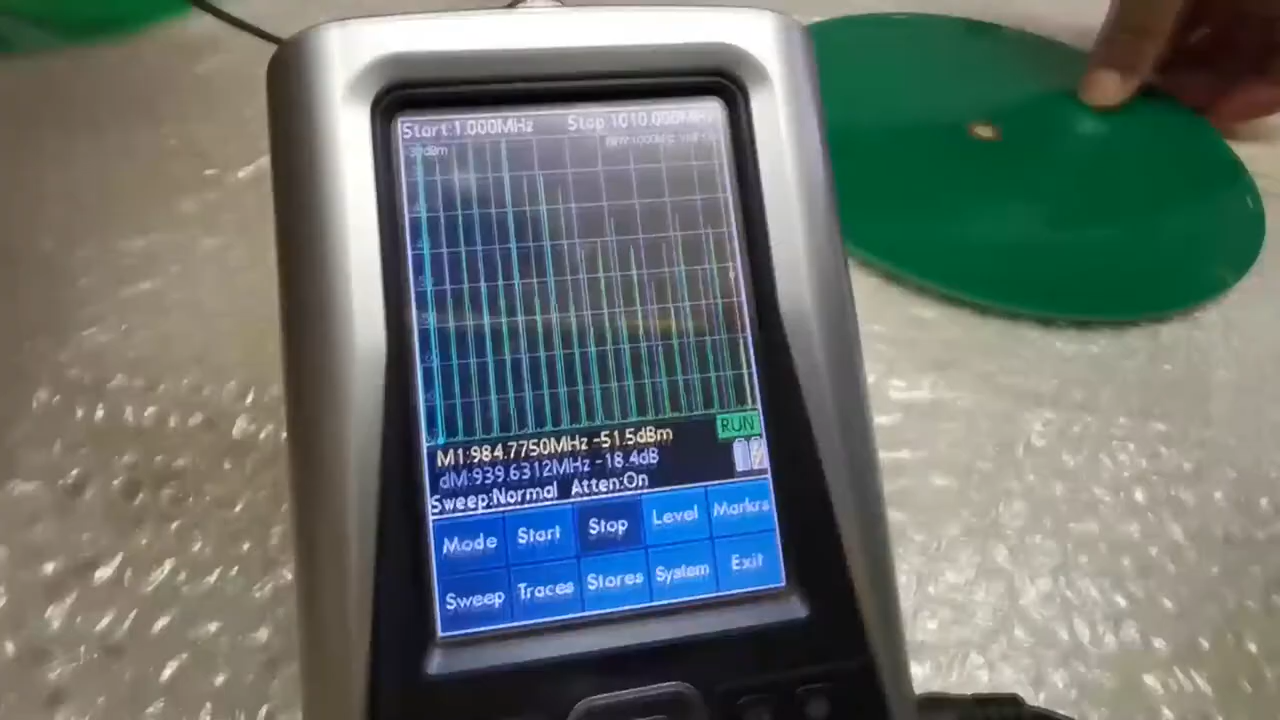 Start:1.000MHz Stop 1010.000MHz
M1:984.7750MHz -51.5dBm
RUN
dM:939.6312MHz -18.4dB
Sweep:Normal Atten:On
Mode Start Stop Level Markrs
Sweep Traces Stores System Exit